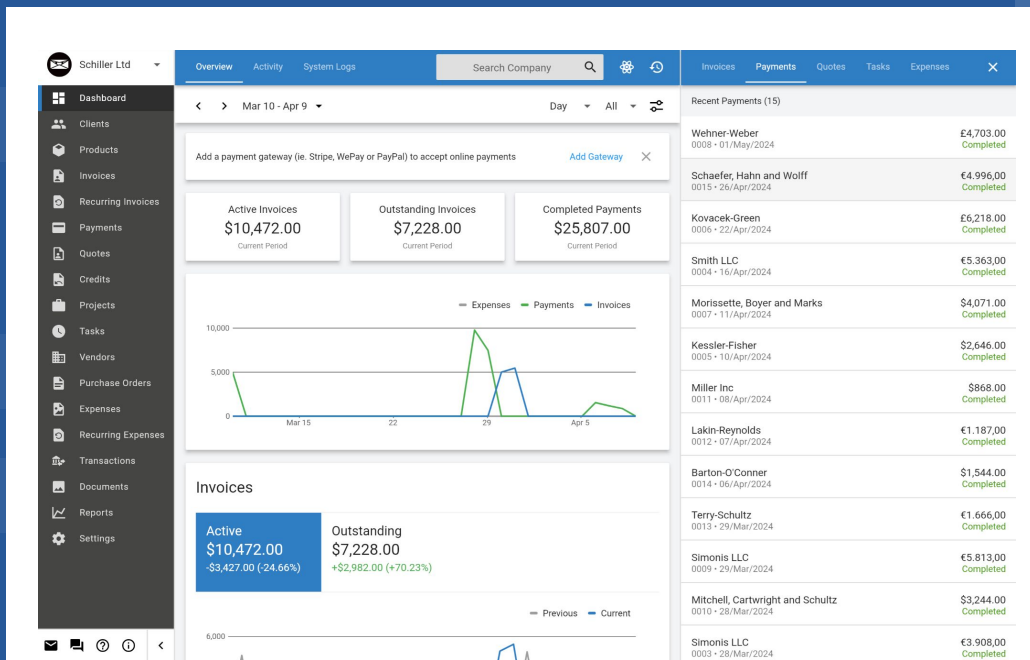 Schiller Ltd
Dashboard
Clients
Products
Invoices
Recurring Invoices
Payments
Quotes
Credits
Projects
Tasks
Vendors
Purchase Orders
Expenses
Recurring Expenses
Transactions
Documents
Reports
Settings
Overview Activity System Logs Search Company
Mar 10 - Apr 9 Day All
Add a payment gateway (ie. Stripe, WePay or PayPal) to accept online payments Add Gateway
Active Invoices
$10,472.00
Current Period
Outstanding Invoices
$7,228.00
Current Period
Completed Payments
$25,807.00
Current Period
Expenses Payments Invoices
10,000
5,000
0
Mar 15 22 29 Apr 5
Invoices
Active
$10,472.00
-$3,427.00 (-24.66%)
Outstanding
$7,228.00
+$2,982.00 (+70.23%)
Previous Current
6,000
Invoices Payments Quotes Tasks Expenses
Recent Payments (15)
Wehner-Weber £4,703.00
0008 • 01/May/2024 Completed
Schaefer, Hahn and Wolff €4.996,00
0015 • 26/Apr/2024 Completed
Kovacek-Green £6,218.00
0006 • 22/Apr/2024 Completed
Smith LLC €5.363,00
0004 • 16/Apr/2024 Completed
Morissette, Boyer and Marks $4,071.00
0007 • 11/Apr/2024 Completed
Kessler-Fisher $2,646.00
0005 • 10/Apr/2024 Completed
Miller Inc $868.00
0011 • 08/Apr/2024 Completed
Lakin-Reynolds €1.187,00
0012 • 07/Apr/2024 Completed
Barton-O'Conner $1,544.00
0014 • 06/Apr/2024 Completed
Terry-Schultz €1.666,00
0013 • 29/Mar/2024 Completed
Simonis LLC €5.813,00
0009 • 29/Mar/2024 Completed
Mitchell, Cartwright and Schultz $3,244.00
0010 • 28/Mar/2024 Completed
Simonis LLC €3.908,00
0003 • 28/Mar/2024 Completed